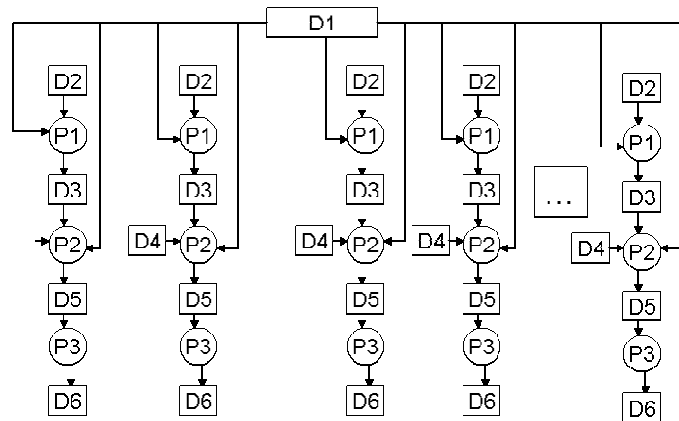 D1
D2 D2 D2 D2 D2
P1 P1 P1 P1 P1
D3 D3 D3 D3 D3
...
P2 D4 P2 D4 P2 D4 P2 D4 P2
D5 D5 D5 D5 D5
P3 P3 P3 P3 P3
D6 D6 D6 D6 D6